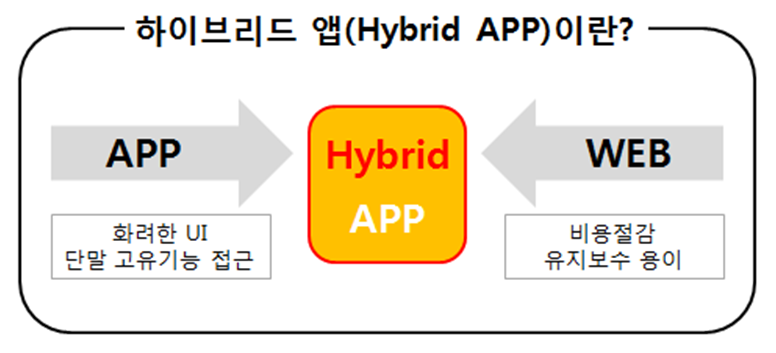 하이브리드 앱(Hybrid APP)이란?
APP
화려한 UI
단말 고유기능 접근
Hybrid
APP
WEB
비용절감
유지보수 용이